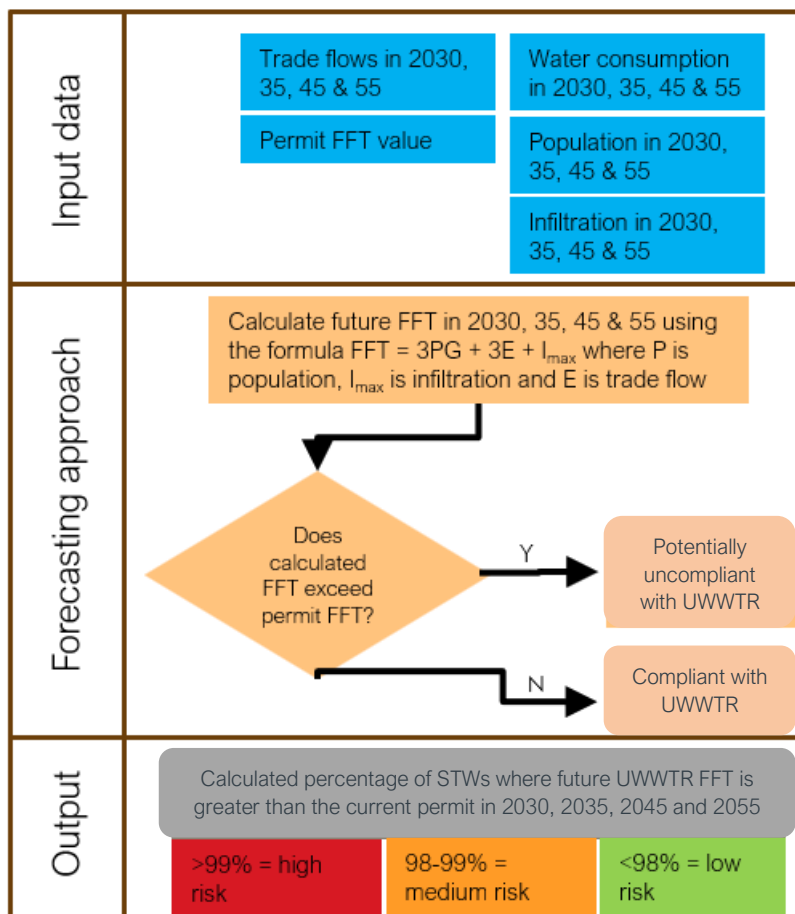 Input data
Trade flows in 2030,
35, 45 & 55
Permit FFT value
Water consumption
in 2030, 35, 45 & 55
Population in 2030,
35, 45 & 55
Infiltration in 2030,
35, 45 & 55
Forecasting approach
Calculate future FFT in 2030, 35, 45 & 55 using
the formula FFT = 3PG + 3E + Imax where P is
population, Imax is infiltration and E is trade flow
Does
calculated
FFT exceed
permit FFT?
Y
Potentially
uncompliant
with UWWTR
N
Compliant with
UWWTR
Output
Calculated percentage of STWs where future UWWTR FFT is
greater than the current permit in 2030, 2035, 2045 and 2055
>99% = high
risk
98-99% =
medium risk
<98% = low
risk